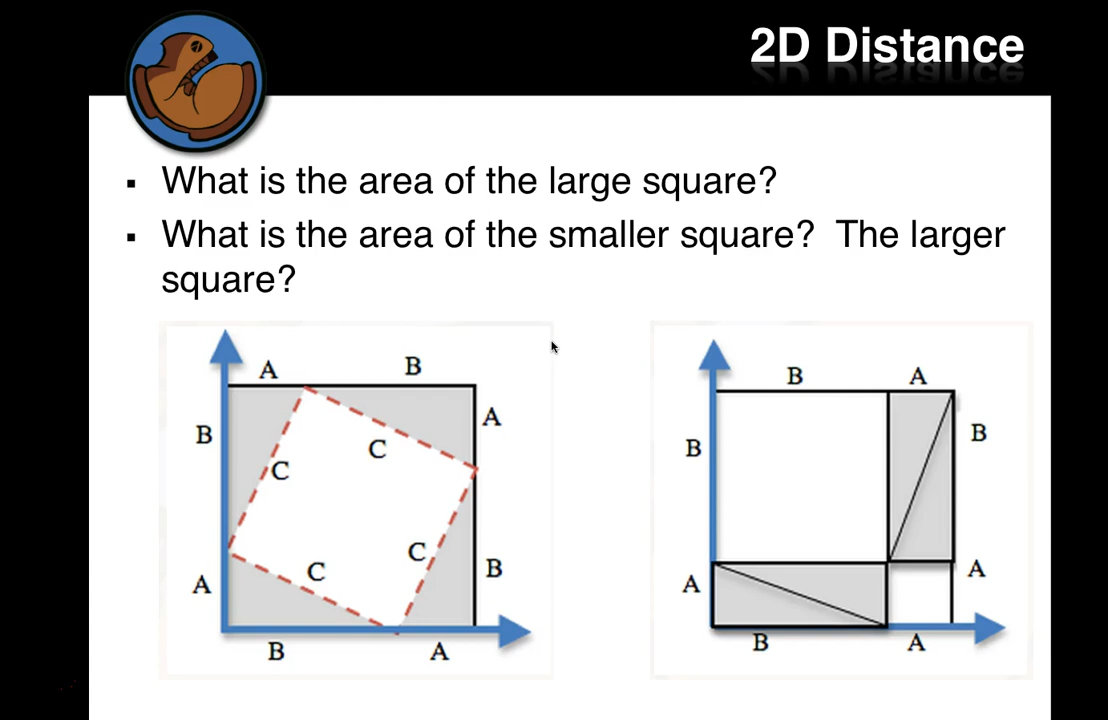 2D Distance
▪ What is the area of the large square?
▪ What is the area of the smaller square?  The larger
square?
A B
B A
C
C
C
C
A B
B A
B A
B B
A A
B A